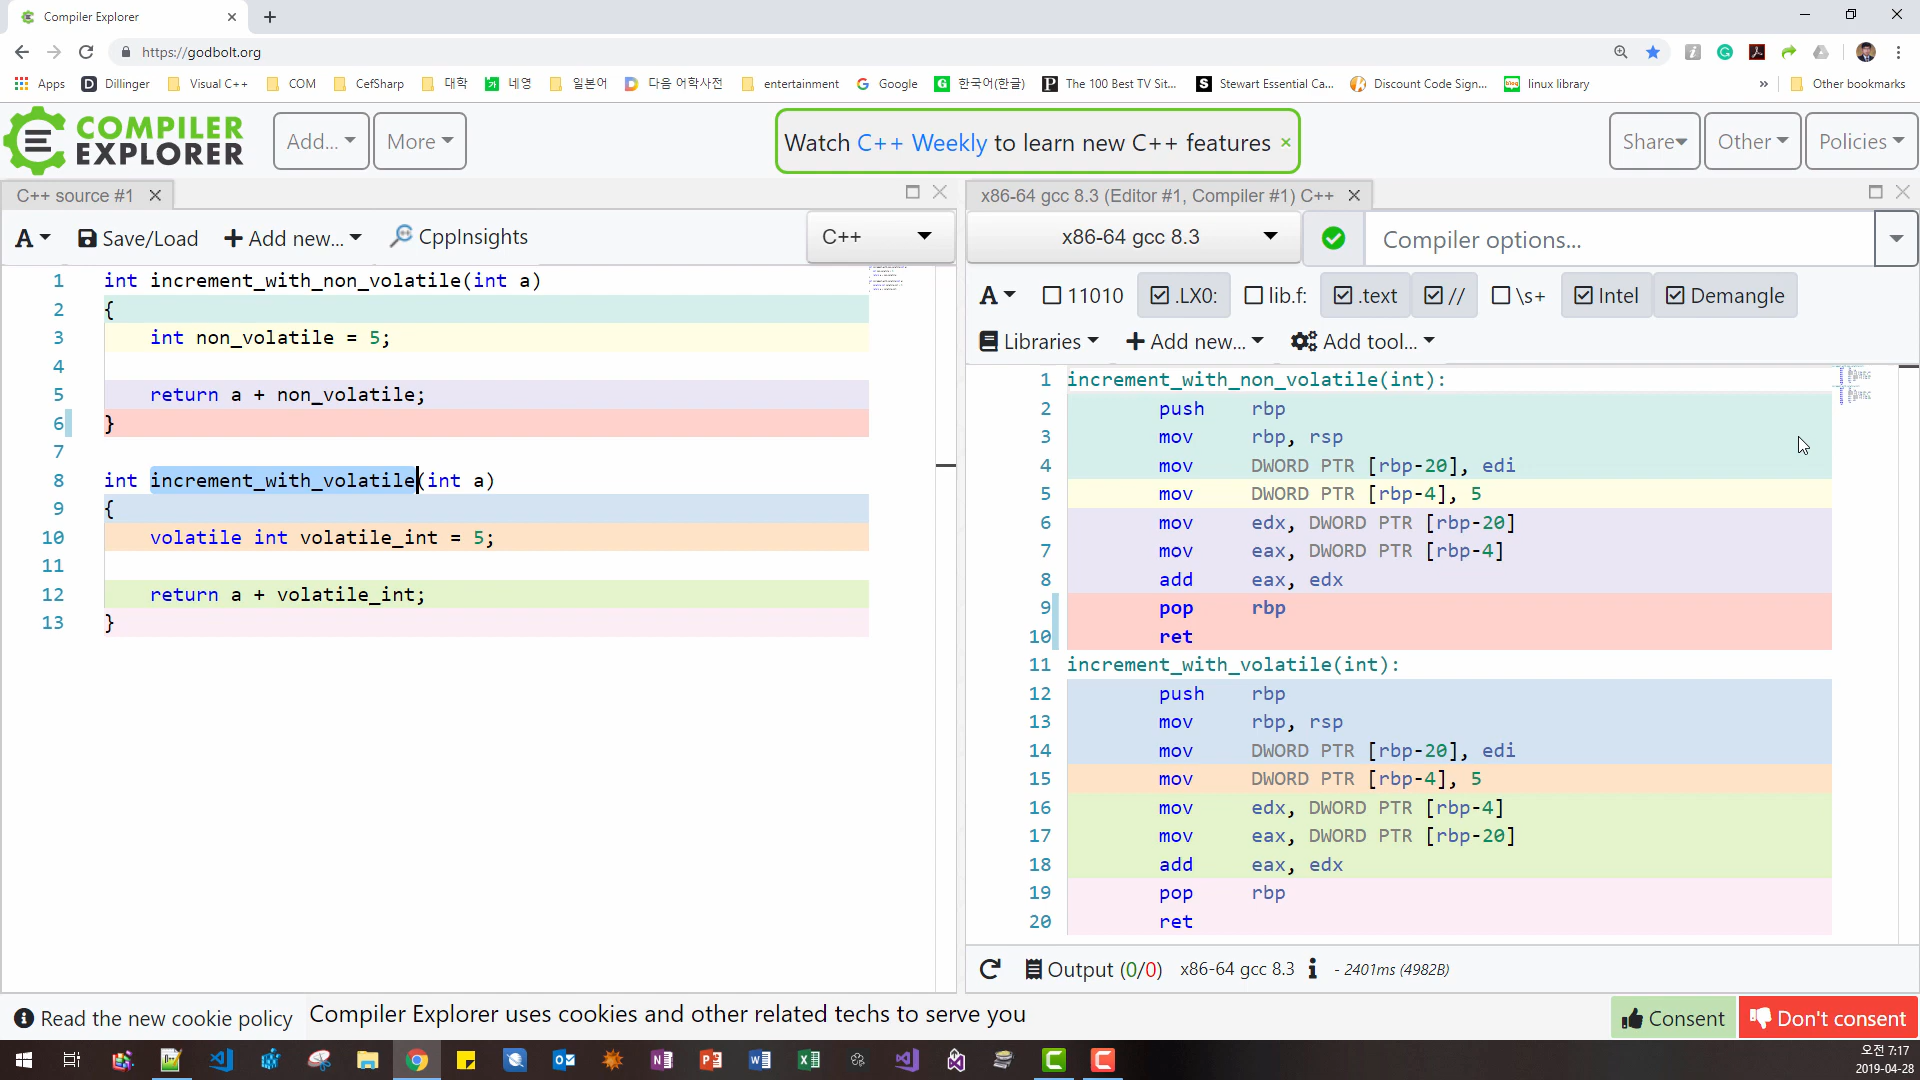 Compiler Explorer
https://godbolt.org
Apps Dillinger Visual C++ COM CefSharp 대학 네영 일본어 다음 어학사전 entertainment Google 한국어(한글) The 100 Best TV Sit... Stewart Essential Ca... Discount Code Sign... linux library » Other bookmarks
COMPILER EXPLORER
Add... More
Watch C++ Weekly to learn new C++ features ×
Share Other Policies
C++ source #1
A Save/Load + Add new... CppInsights C++
1 int increment_with_non_volatile(int a)
2 {
3 int non_volatile = 5;
4
5 return a + non_volatile;
6 }
7
8 int increment_with_volatile(int a)
9 {
10 volatile int volatile_int = 5;
11
12 return a + volatile_int;
13 }
x86-64 gcc 8.3 (Editor #1, Compiler #1) C++
x86-64 gcc 8.3 Compiler options...
A 11010 .LX0: lib.f: .text // \s+ Intel Demangle
Libraries + Add new... Add tool...
1 increment_with_non_volatile(int):
2 push rbp
3 mov rbp, rsp
4 mov DWORD PTR [rbp-20], edi
5 mov DWORD PTR [rbp-4], 5
6 mov edx, DWORD PTR [rbp-20]
7 mov eax, DWORD PTR [rbp-4]
8 add eax, edx
9 pop rbp
10 ret
11 increment_with_volatile(int):
12 push rbp
13 mov rbp, rsp
14 mov DWORD PTR [rbp-20], edi
15 mov DWORD PTR [rbp-4], 5
16 mov edx, DWORD PTR [rbp-4]
17 mov eax, DWORD PTR [rbp-20]
18 add eax, edx
19 pop rbp
20 ret
Output (0/0) x86-64 gcc 8.3 - 2401ms (4982B)
Read the new cookie policy Compiler Explorer uses cookies and other related techs to serve you Consent Don't consent
오전 7:17
2019-04-28